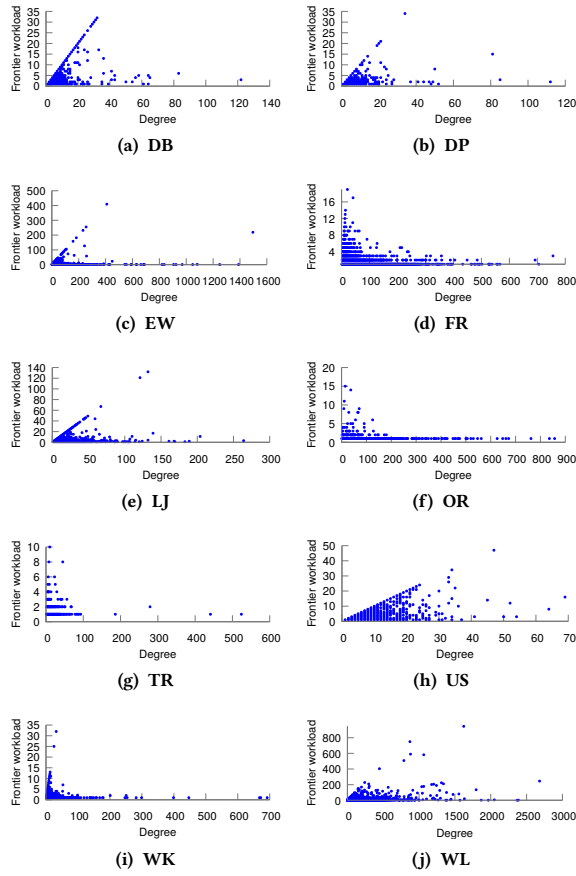 Frontier workload
35
30
25
20
15
10
5
0
0 20 40 60 80 100 120 140
Degree
(a) DB
Frontier workload
35
30
25
20
15
10
5
0
0 20 40 60 80 100 120
Degree
(b) DP
Frontier workload
500
400
300
200
100
0
0 200 400 600 800 1000 1200 1400 1600
Degree
(c) EW
Frontier workload
16
12
8
4
0 100 200 300 400 500 600 700 800
Degree
(d) FR
Frontier workload
140
120
100
80
60
40
20
0
0 50 100 150 200 250 300
Degree
(e) LJ
Frontier workload
20
15
10
5
0
0 100 200 300 400 500 600 700 800 900
Degree
(f) OR
Frontier workload
10
8
6
4
2
0
0 100 200 300 400 500 600
Degree
(g) TR
Frontier workload
50
40
30
20
10
0
0 10 20 30 40 50 60 70
Degree
(h) US
Frontier workload
35
30
25
20
15
10
5
0
0 100 200 300 400 500 600 700
Degree
(i) WK
Frontier workload
800
600
400
200
0
0 500 1000 1500 2000 2500 3000
Degree
(j) WL